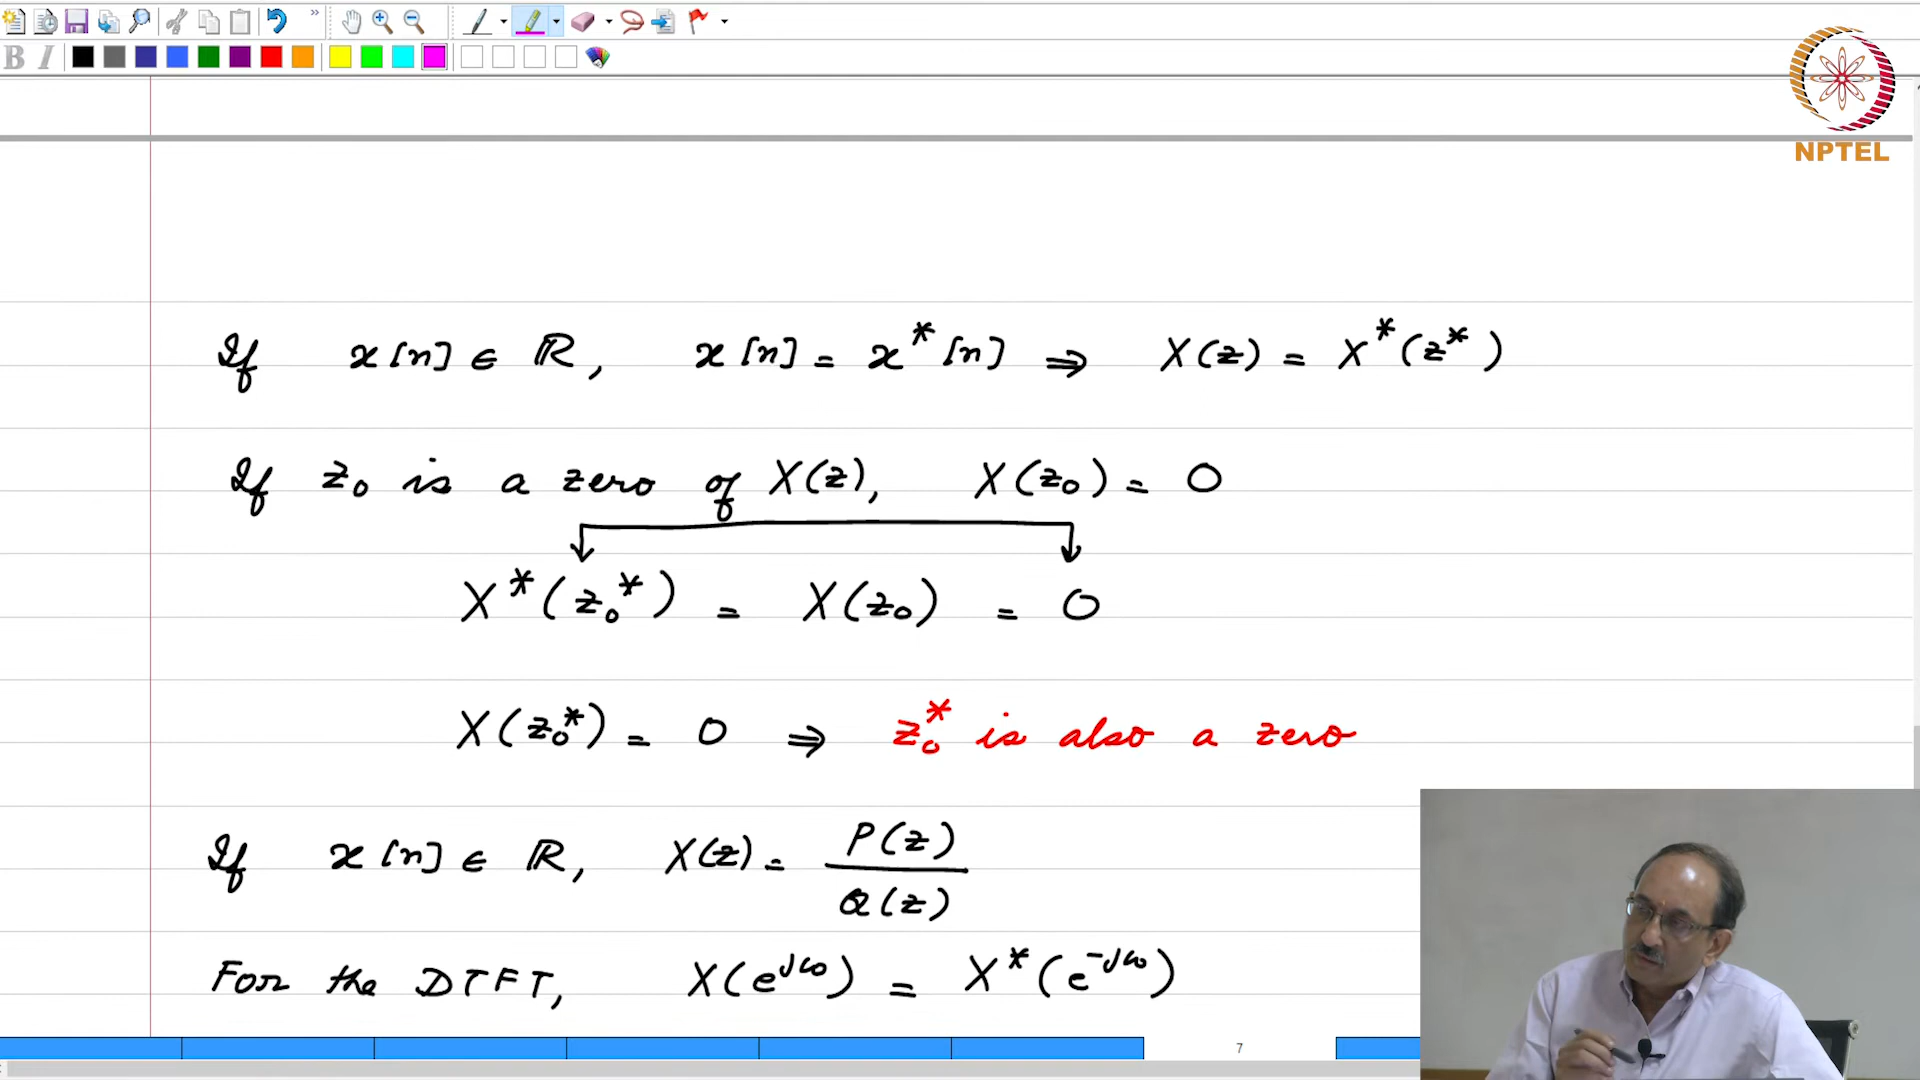 B I
NPTEL
If x[n] ∈ ℝ, x[n] = x*[n] ⇒ X(z) = X*(z*)
If z₀ is a zero of X(z), X(z₀) = 0
X*(z₀*) = X(z₀) = 0
X(z₀*) = 0 ⇒ z₀* is also a zero
If x[n] ∈ ℝ, X(z) = P(z)/Q(z)
For the DTFT, X(e^{jω}) = X*(e^{-jω})
7